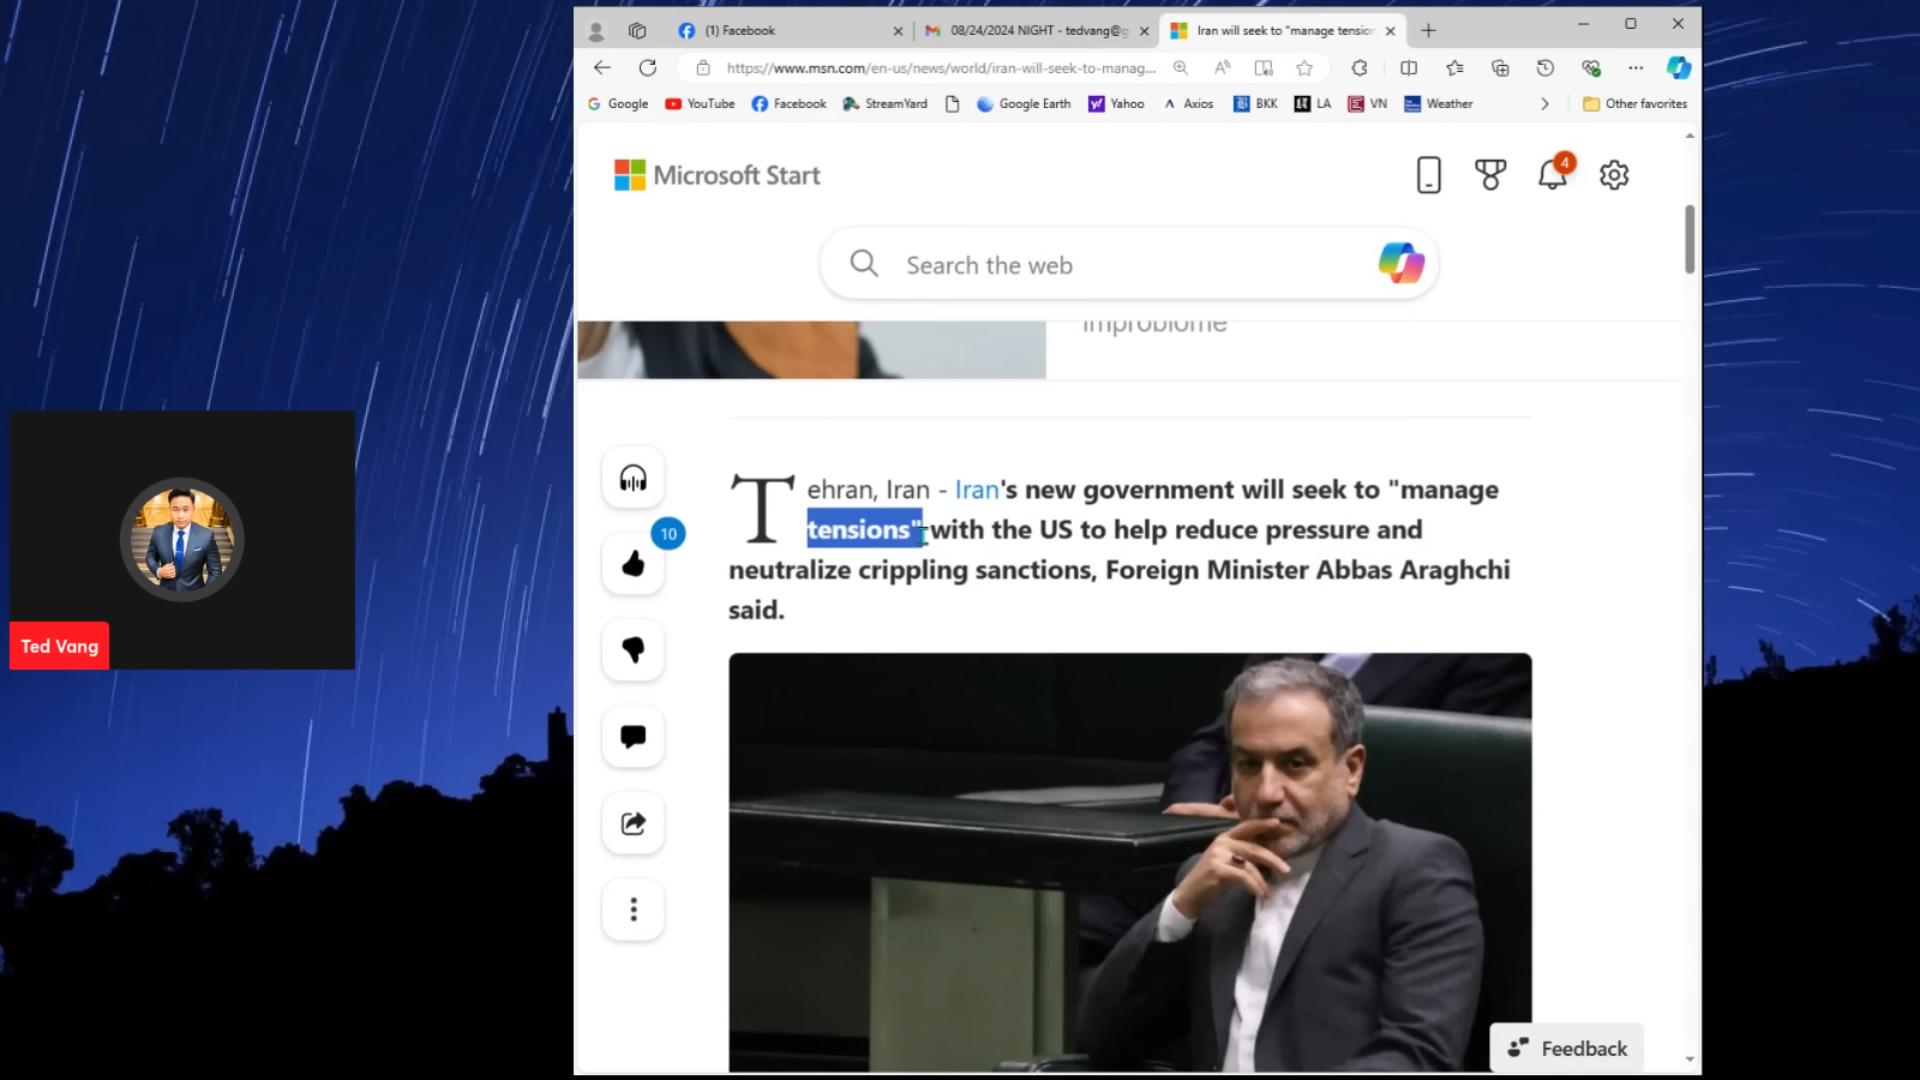 (1) Facebook
08/24/2024 NIGHT - tedvang@g
Iran will seek to "manage tension
https://www.msn.com/en-us/news/world/iran-will-seek-to-manag...
Google
YouTube
Facebook
StreamYard
Google Earth
Yahoo
Axios
BKK
LA
VN
Weather
Other favorites
Microsoft Start
4
Search the web
improbiome
Tehran, Iran - Iran's new government will seek to "manage
tensions" with the US to help reduce pressure and
neutralize crippling sanctions, Foreign Minister Abbas Araghchi
said.
10
Ted Vang
Feedback